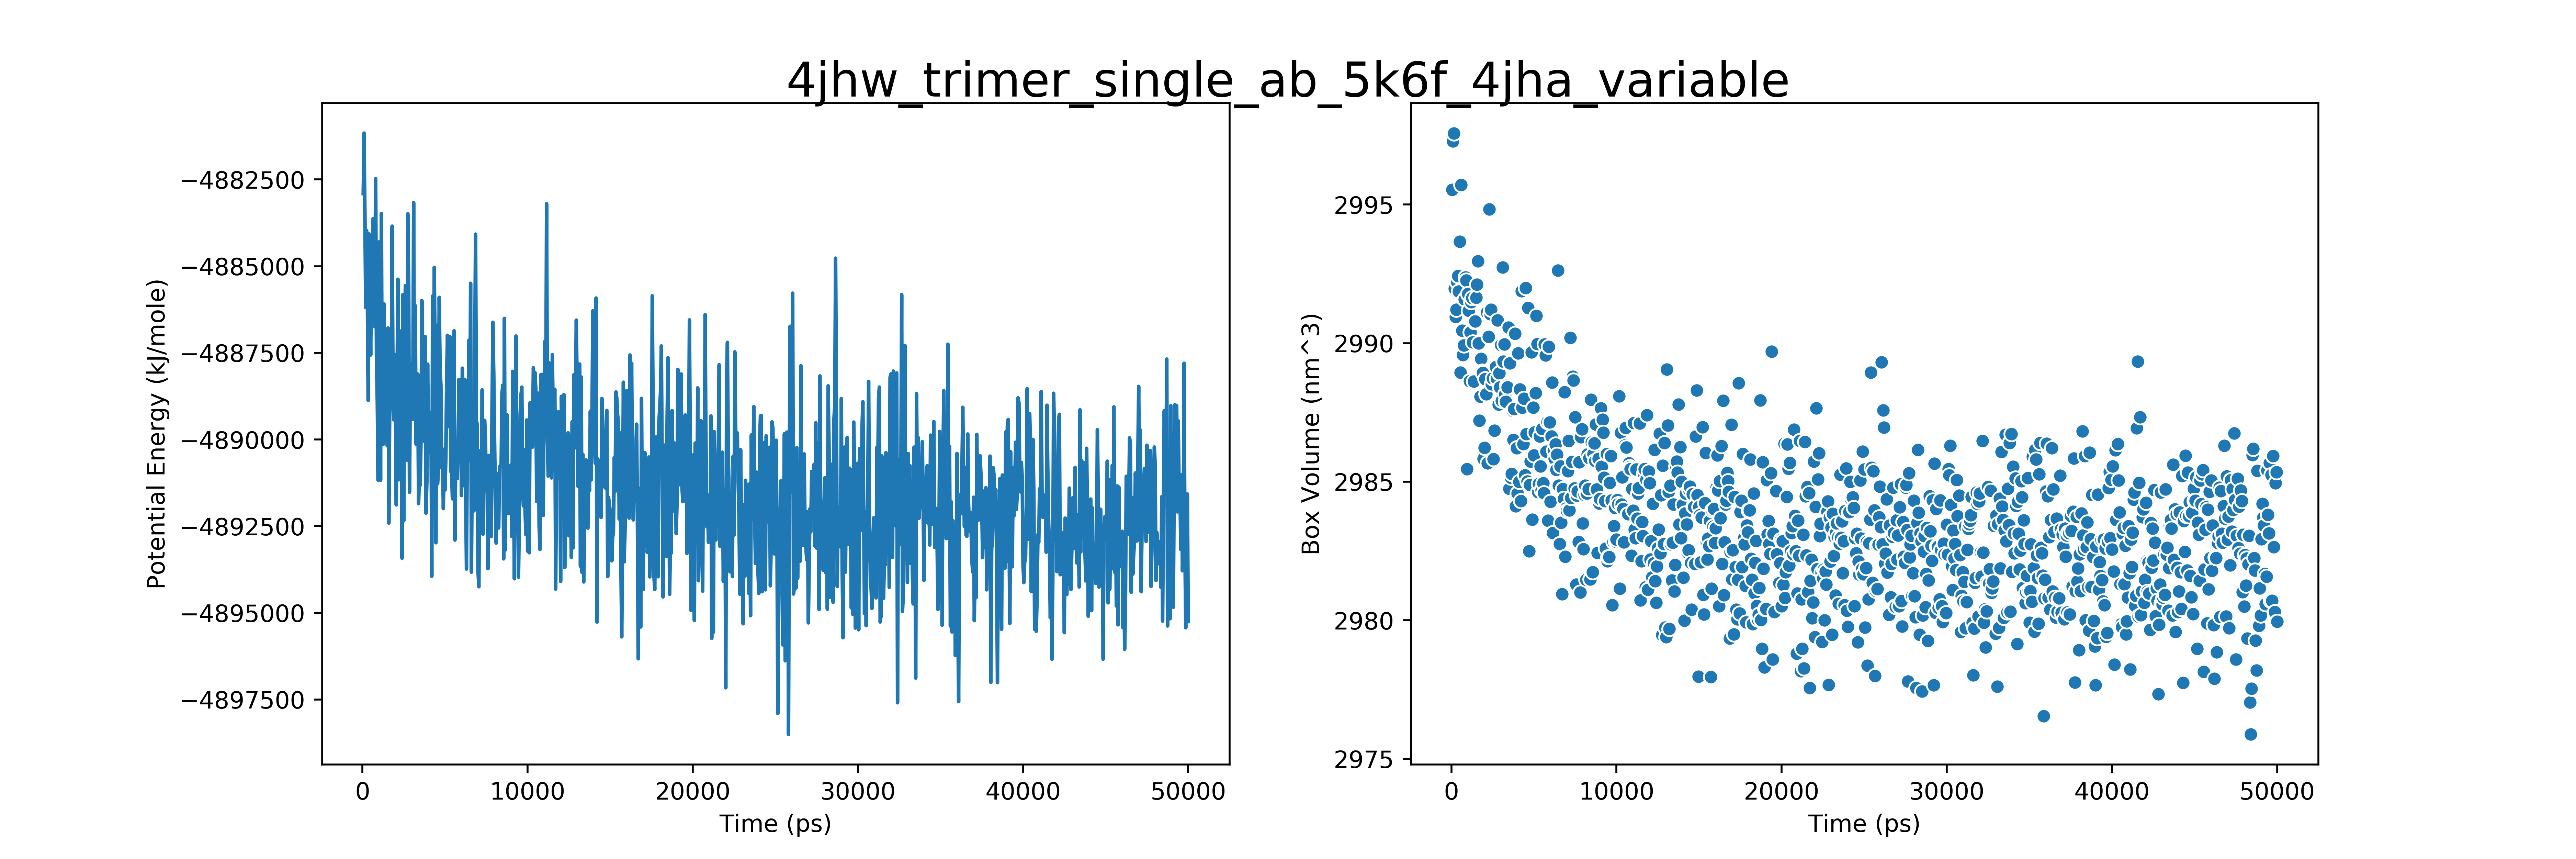 4jhw_trimer_single_ab_5k6f_4jha_variable
Potential Energy (kJ/mole)
−4882500
−4885000
−4887500
−4890000
−4892500
−4895000
−4897500
0 10000 20000 30000 40000 50000
Time (ps)
Box Volume (nm^3)
2995
2990
2985
2980
2975
0 10000 20000 30000 40000 50000
Time (ps)